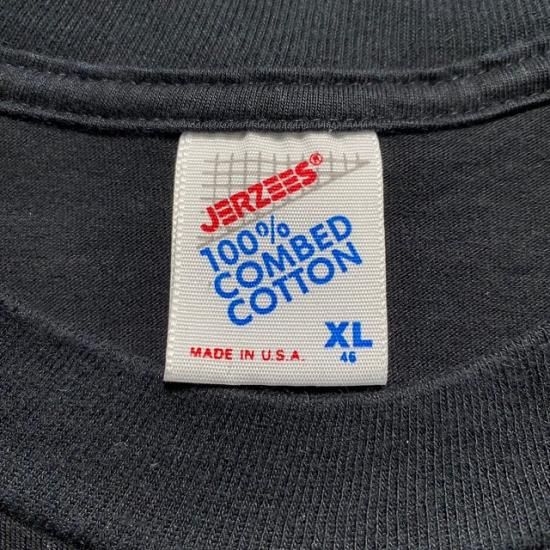 JERZEES®
100%
COMBED
COTTON
XL
46
MADE IN U.S.A.